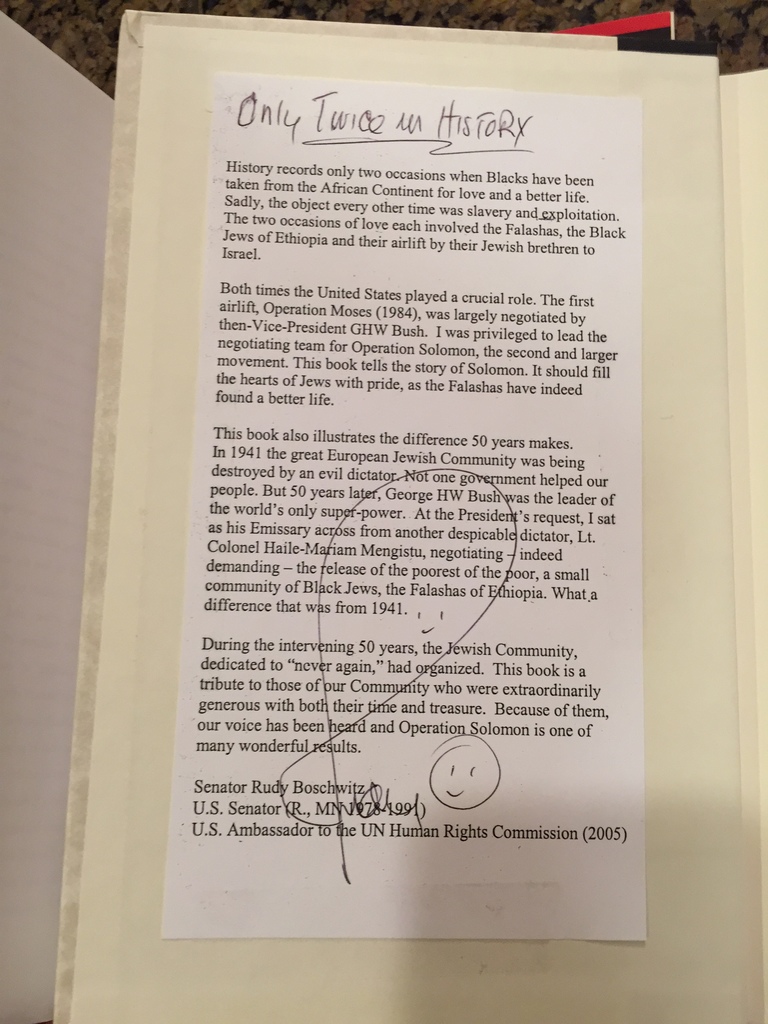 Only Twice in HISTORY
History records only two occasions when Blacks have been
taken from the African Continent for love and a better life.
Sadly, the object every other time was slavery and exploitation.
The two occasions of love each involved the Falashas, the Black
Jews of Ethiopia and their airlift by their Jewish brethren to
Israel.
Both times the United States played a crucial role. The first
airlift, Operation Moses (1984), was largely negotiated by
then-Vice-President GHW Bush. I was privileged to lead the
negotiating team for Operation Solomon, the second and larger
movement. This book tells the story of Solomon. It should fill
the hearts of Jews with pride, as the Falashas have indeed
found a better life.
This book also illustrates the difference 50 years makes.
In 1941 the great European Jewish Community was being
destroyed by an evil dictator. Not one government helped our
people. But 50 years later, George HW Bush was the leader of
the world's only super-power. At the President's request, I sat
as his Emissary across from another despicable dictator, Lt.
Colonel Haile-Mariam Mengistu, negotiating – indeed
demanding – the release of the poorest of the poor, a small
community of Black Jews, the Falashas of Ethiopia. What a
difference that was from 1941.
During the intervening 50 years, the Jewish Community,
dedicated to “never again,” had organized. This book is a
tribute to those of our Community who were extraordinarily
generous with both their time and treasure. Because of them,
our voice has been heard and Operation Solomon is one of
many wonderful results.
Senator Rudy Boschwitz
U.S. Senator (R., MN 1978-1991)
U.S. Ambassador to the UN Human Rights Commission (2005)